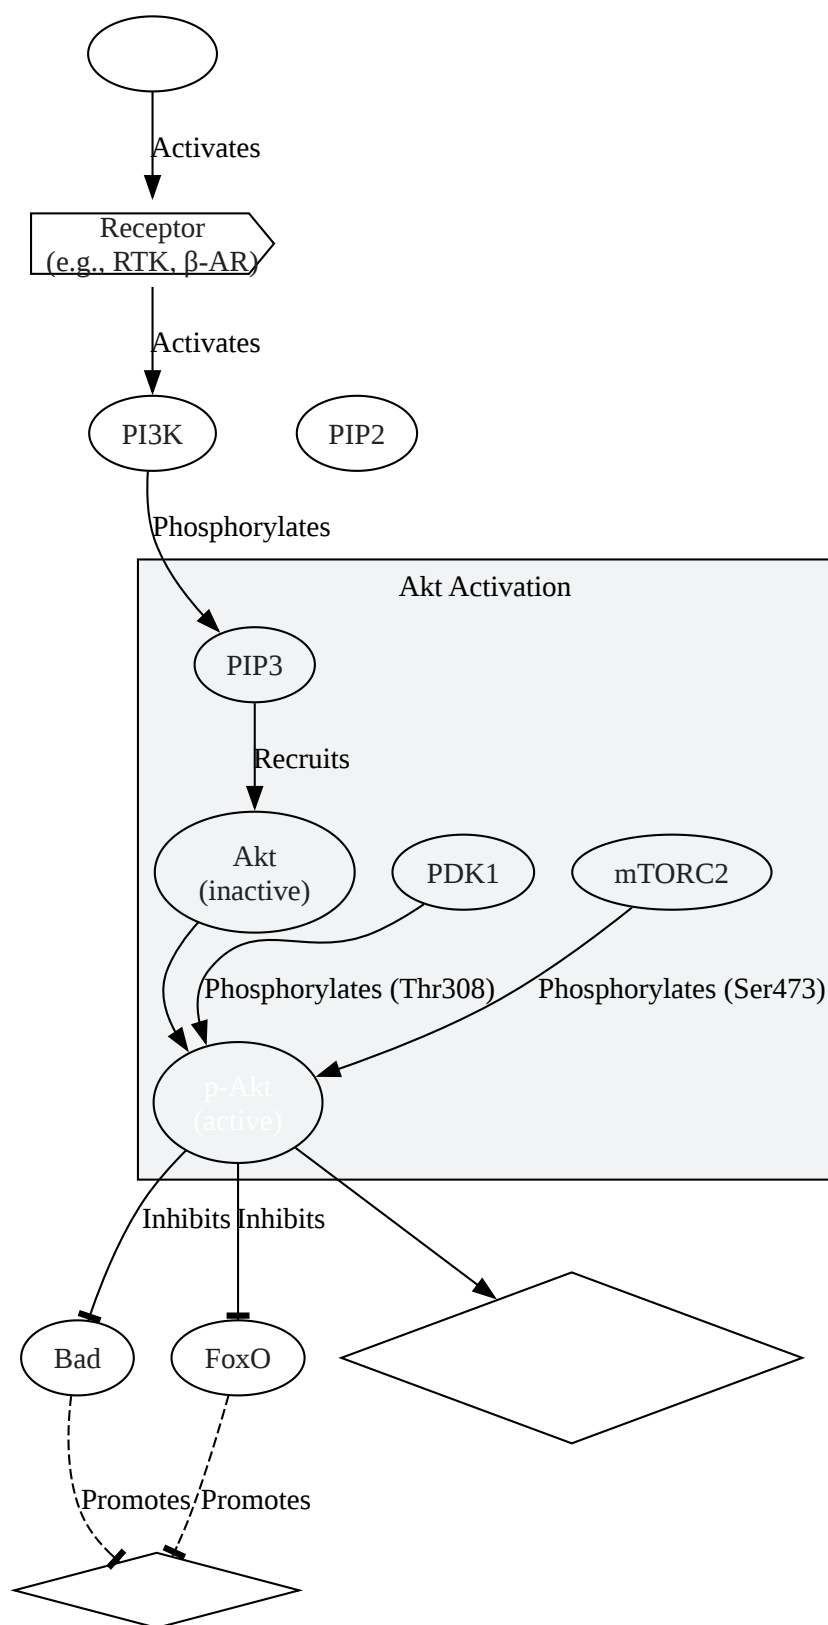 Activates
Receptor
(e.g., RTK, β-AR)
Activates
PI3K
PIP2
Phosphorylates
Akt Activation
PIP3
Recruits
Akt
(inactive)
PDK1
mTORC2
Phosphorylates (Thr308)
Phosphorylates (Ser473)
p-Akt
(active)
Inhibits
Inhibits
Bad
FoxO
Promotes
Promotes